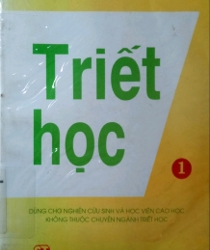 Triết
học
1
DÙNG CHO NGHIÊN CỨU SINH VÀ HỌC VIÊN CAO HỌC
KHÔNG THUỘC CHUYÊN NGÀNH TRIẾT HỌC